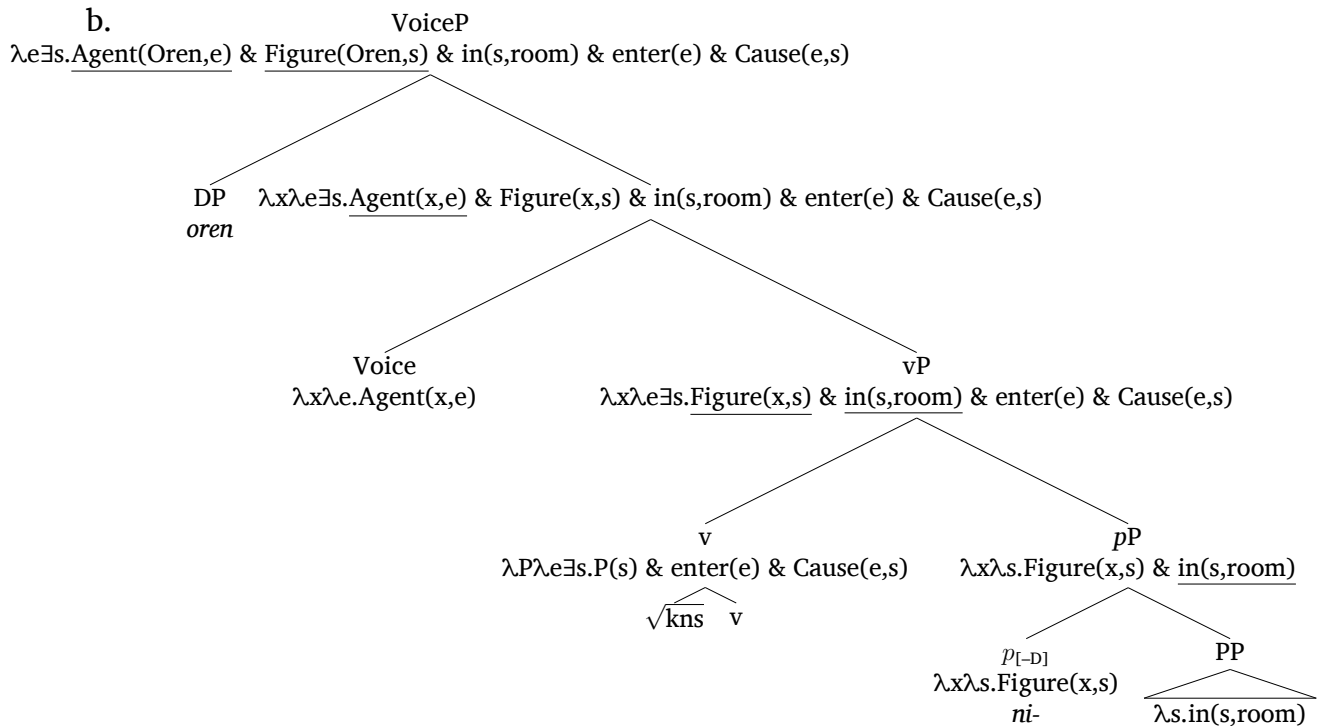 b. VoiceP
λe∃s.Agent(Oren,e) & Figure(Oren,s) & in(s,room) & enter(e) & Cause(e,s)
DP λxλe∃s.Agent(x,e) & Figure(x,s) & in(s,room) & enter(e) & Cause(e,s)
oren
Voice vP
λxλe.Agent(x,e) λxλe∃s.Figure(x,s) & in(s,room) & enter(e) & Cause(e,s)
v pP
λPλe∃s.P(s) & enter(e) & Cause(e,s) λxλs.Figure(x,s) & in(s,room)
√kns v
p[–D] PP
λxλs.Figure(x,s)
ni- λs.in(s,room)